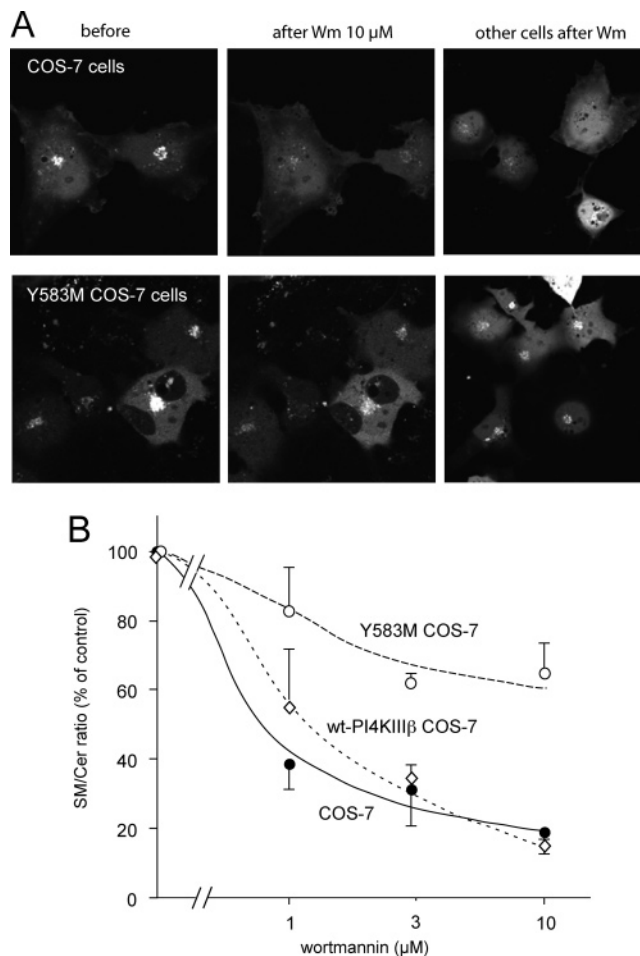 A
before
after Wm 10 µM
other cells after Wm
COS-7 cells
Y583M COS-7 cells
B
SM/Cer ratio (% of control)
100
80
60
40
20
0
Y583M COS-7
wt-PI4KIIIβ COS-7
COS-7
1
3
10
wortmannin (µM)